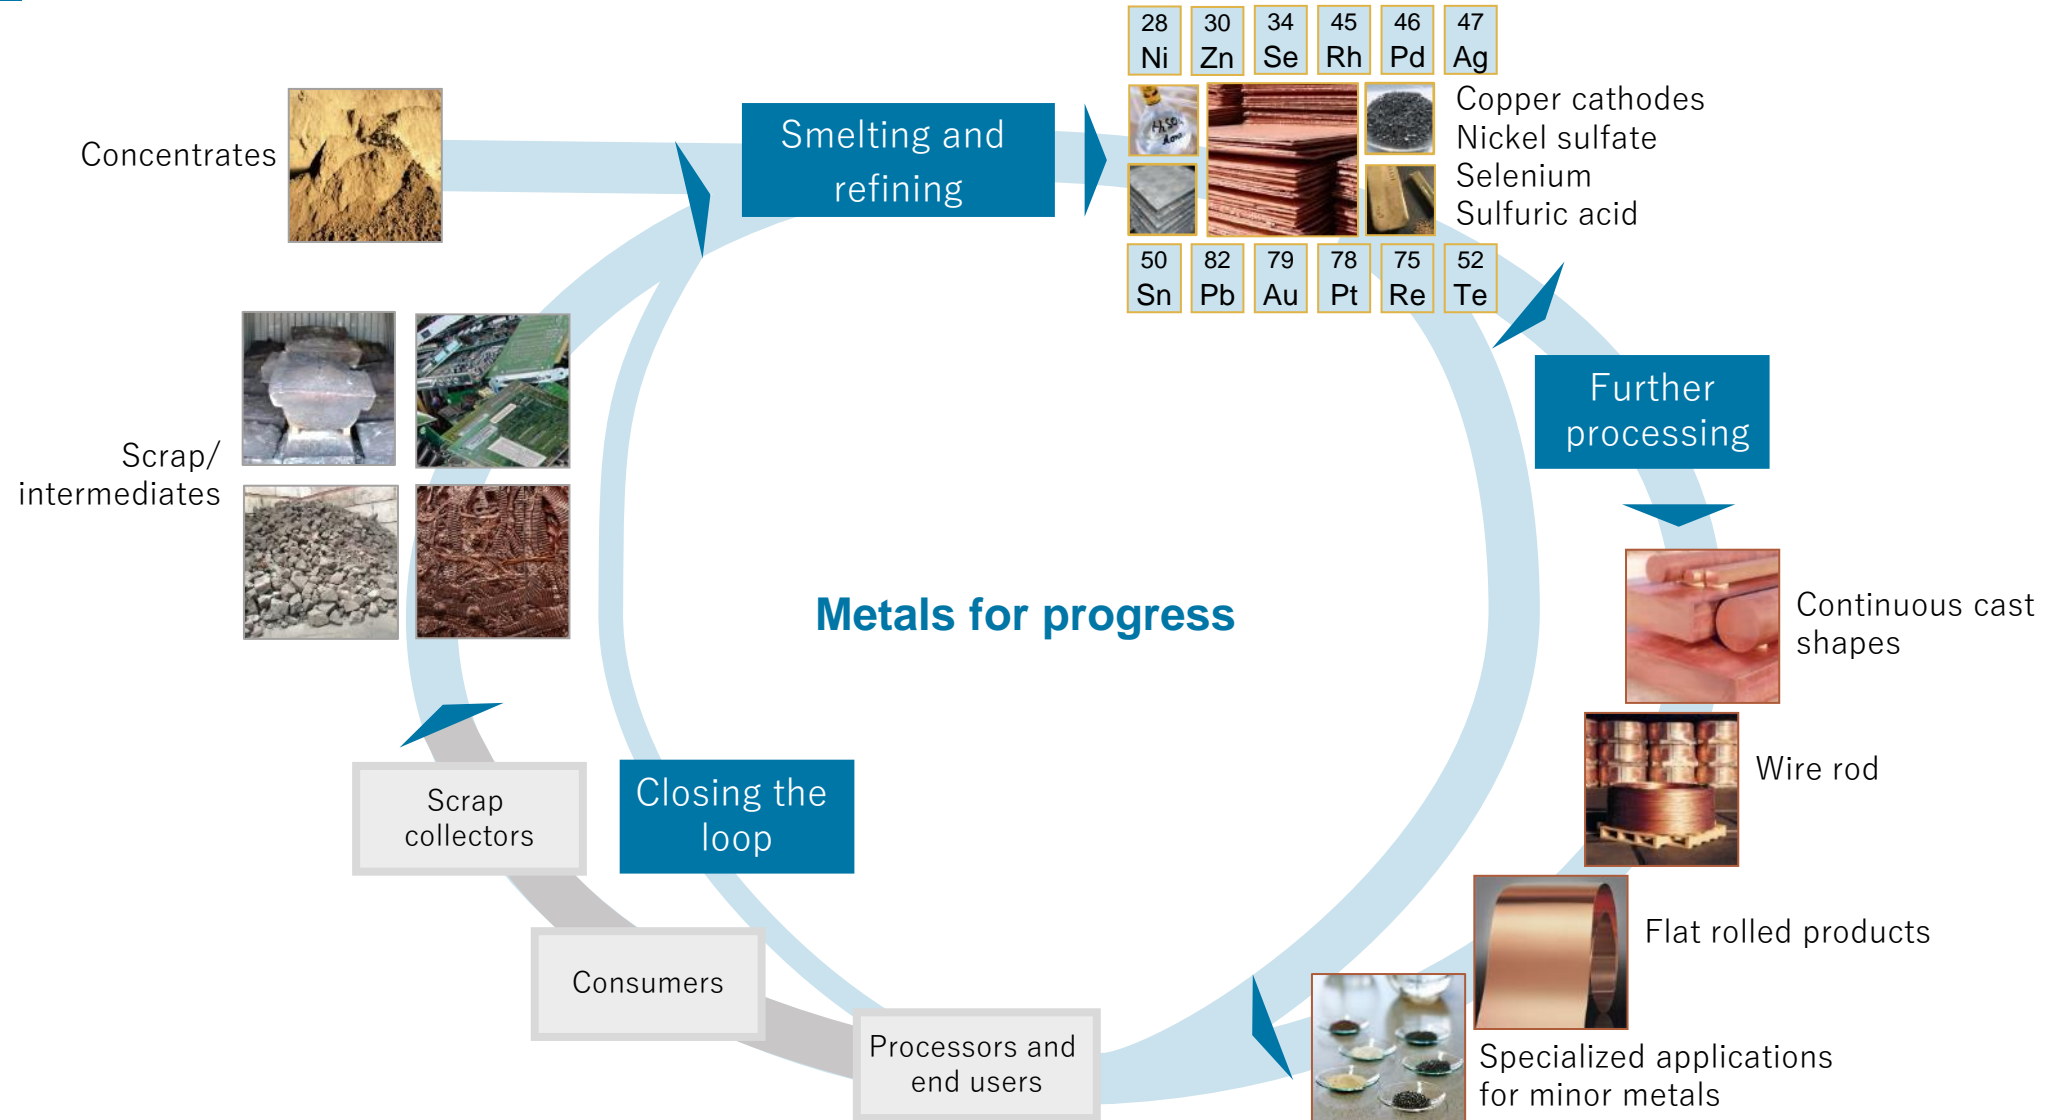 28 30 34 45 46 47
Ni Zn Se Rh Pd Ag
Concentrates
Smelting and
refining
H₂SO₄
Copper cathodes
Nickel sulfate
Selenium
Sulfuric acid
50 82 79 78 75 52
Sn Pb Au Pt Re Te
Scrap/
intermediates
Further
processing
Metals for progress
Continuous cast
shapes
Wire rod
Scrap
collectors
Closing the
loop
Flat rolled products
Consumers
Processors and
end users
Specialized applications
for minor metals